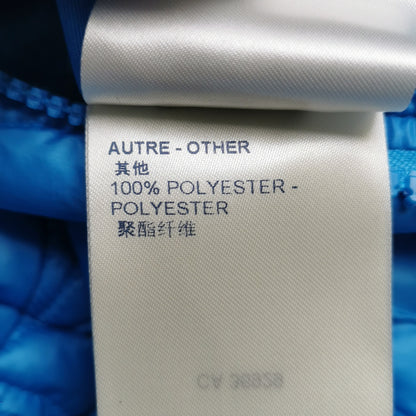 AUTRE - OTHER
其他
100% POLYESTER -
POLYESTER
聚酯纤维